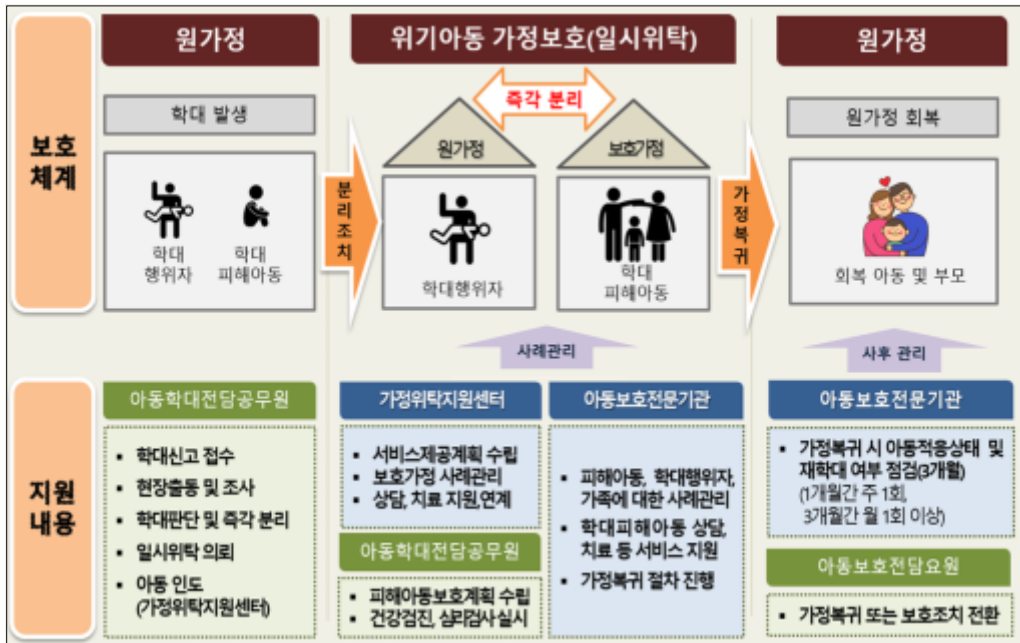 원가정
위기아동 가정보호(일시위탁)
원가정
보호
체계
학대 발생
학대
행위자
학대
피해아동
분리조치
즉각 분리
원가정
보호가정
학대행위자
학대
피해아동
가정복귀
원가정 회복
회복 아동 및 부모
사례관리
사후 관리
지원
내용
아동학대전담공무원
▪ 학대신고 접수
▪ 현장출동 및 조사
▪ 학대판단 및 즉각 분리
▪ 일시위탁 의뢰
▪ 아동 인도
(가정위탁지원센터)
가정위탁지원센터
▪ 서비스제공계획 수립
▪ 보호가정 사례관리
▪ 상담, 치료 지원,연계
아동학대전담공무원
▪ 피해아동보호계획 수립
▪ 건강검진, 심리검사 실시
아동보호전문기관
▪ 피해아동, 학대행위자,
가족에 대한 사례관리
▪ 학대피해아동 상담,
치료 등 서비스 지원
▪ 가정복귀 절차 진행
아동보호전문기관
▪ 가정복귀 시 아동적응상태 및
재학대 여부 점검(3개월)
(1개월간 주 1회,
3개월간 월 1회 이상)
아동보호전담요원
▪ 가정복귀 또는 보호조치 전환